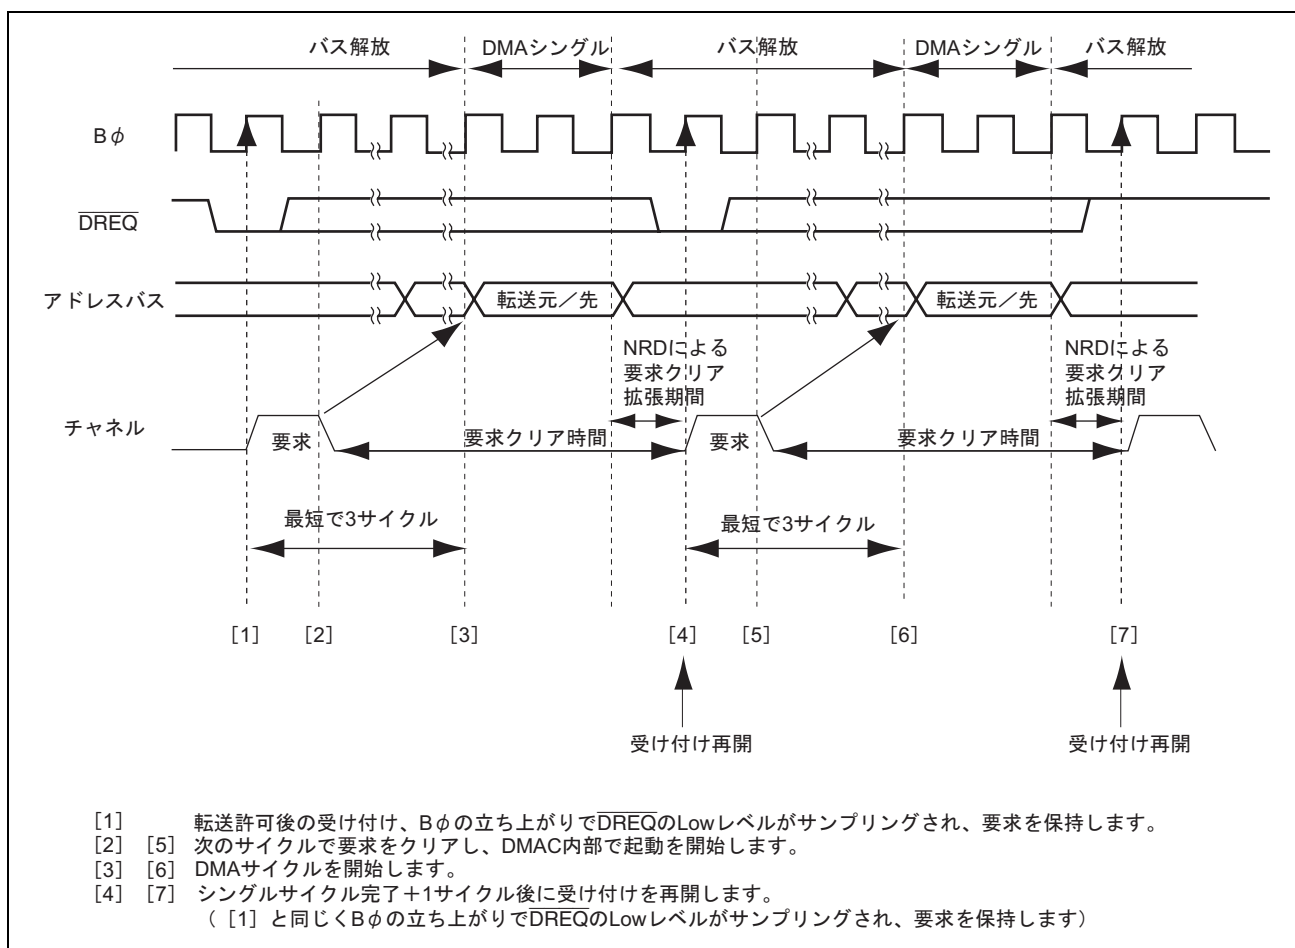 バス解放 DMAシングル バス解放 DMAシングル バス解放
Bφ
DREQ
アドレスバス 転送元／先 転送元／先
NRDによる
要求クリア
拡張期間
NRDによる
要求クリア
拡張期間
チャネル 要求 要求クリア時間 要求 要求クリア時間
最短で3サイクル 最短で3サイクル
［1］ ［2］ ［3］ ［4］ ［5］ ［6］ ［7］
受け付け再開 受け付け再開
［1］ 転送許可後の受け付け、Bφの立ち上がりでDREQのLowレベルがサンプリングされ、要求を保持します。
［2］［5］ 次のサイクルで要求をクリアし、DMAC内部で起動を開始します。
［3］［6］ DMAサイクルを開始します。
［4］［7］ シングルサイクル完了＋1サイクル後に受け付けを再開します。
（［1］と同じくBφの立ち上がりでDREQのLowレベルがサンプリングされ、要求を保持します）